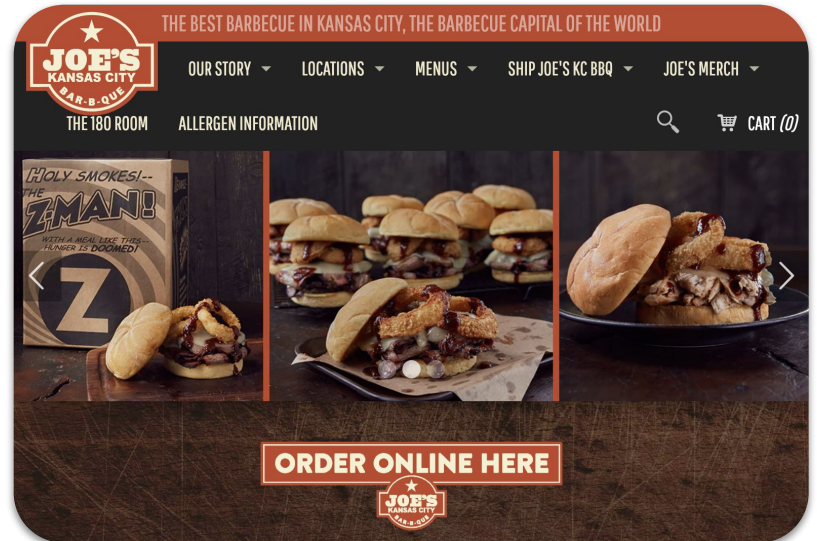 THE BEST BARBECUE IN KANSAS CITY, THE BARBECUE CAPITAL OF THE WORLD
JOE'S
KANSAS CITY
BAR-B-QUE
OUR STORY LOCATIONS MENUS SHIP JOE'S KC BBQ JOE'S MERCH
THE 180 ROOM ALLERGEN INFORMATION
CART (0)
HOLY SMOKES!--
THE
Z-MAN!
WITH A MEAL LIKE THIS--
HUNGER IS DOOMED!
Z
ORDER ONLINE HERE
JOE'S
KANSAS CITY
BAR-B-QUE